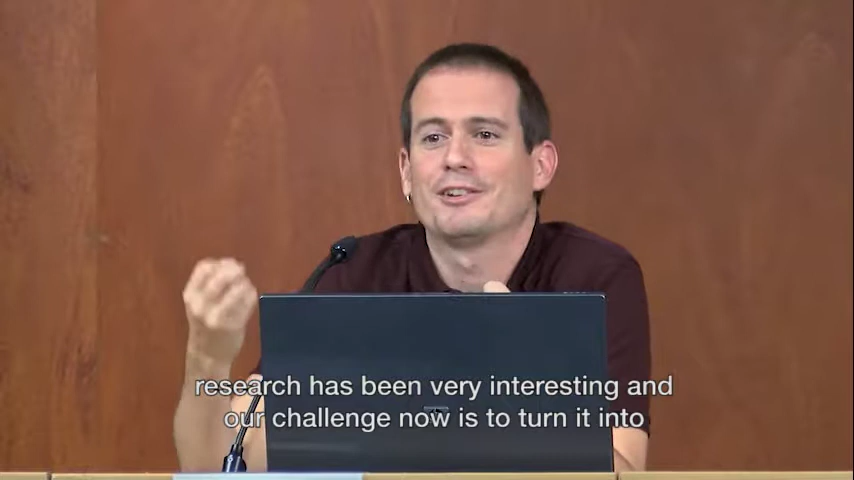 research has been very interesting and
our challenge now is to turn it into